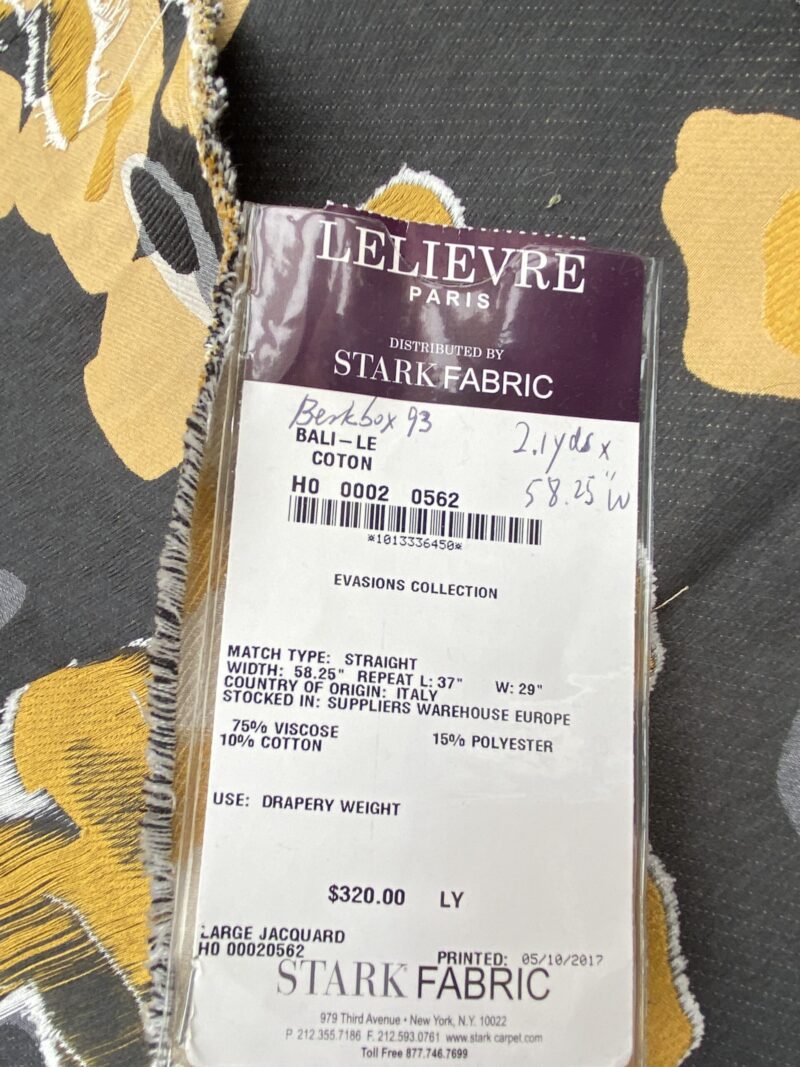 LELIEVRE
PARIS
DISTRIBUTED BY
STARK FABRIC
Berkbox 93
2.1yds x
58.25" W
BALI-LE
COTON
H0 0002 0562
*1013336450*
EVASIONS COLLECTION
MATCH TYPE: STRAIGHT
WIDTH: 58.25" REPEAT L: 37" W: 29"
COUNTRY OF ORIGIN: ITALY
STOCKED IN: SUPPLIERS WAREHOUSE EUROPE
75% VISCOSE 15% POLYESTER
10% COTTON
USE: DRAPERY WEIGHT
$320.00 LY
LARGE JACQUARD
H0 00020562
PRINTED: 05/10/2017
STARK FABRIC
979 Third Avenue • New York, N.Y. 10022
P. 212.355.7186 F. 212.593.0761 www.starkcarpet.com
Toll Free 877.746.7699